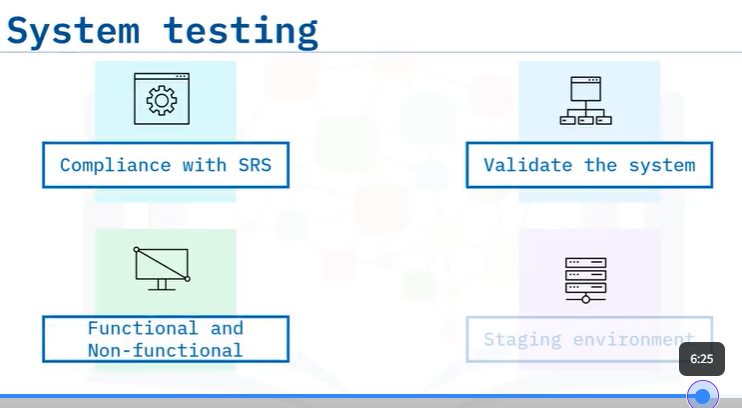 System testing
Compliance with SRS
Validate the system
Functional and
Non-functional
Staging environment
6:25